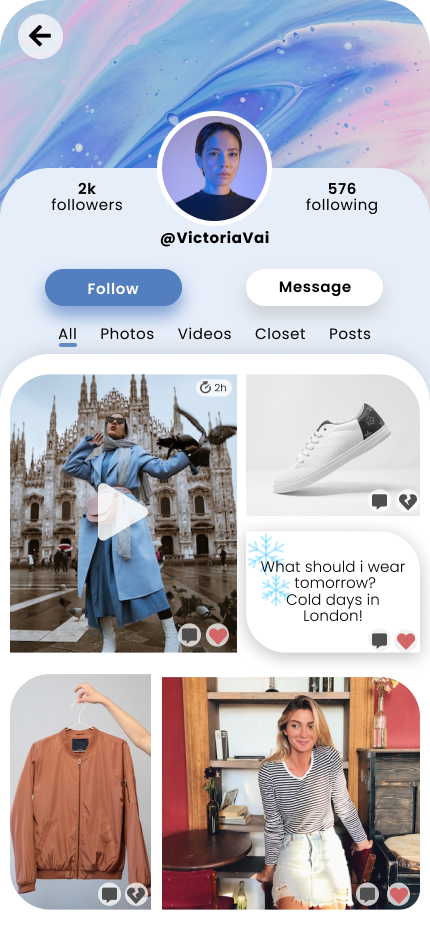 2k
followers
576
following
@VictoriaVai
Follow
Message
All Photos Videos Closet Posts
2h
What should i wear
tomorrow?
Cold days in
London!